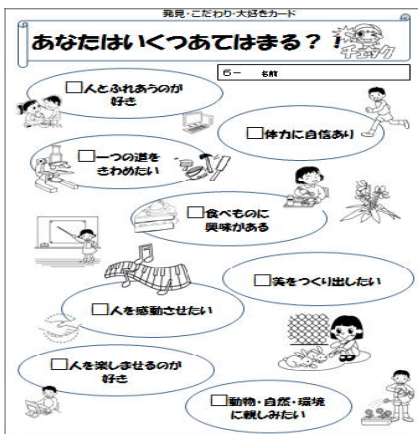 発見・こだわり・大好きカード
あなたはいくつあてはまる？！
チェック
5－ 名前
□人とふれあうのが
好き
□体力に自信あり
□一つの道を
きわめたい
□食べものに
興味がある
□美をつくり出したい
□人を感動させたい
□人を楽しませるのが
好き
□動物・自然・環境
に親しみたい